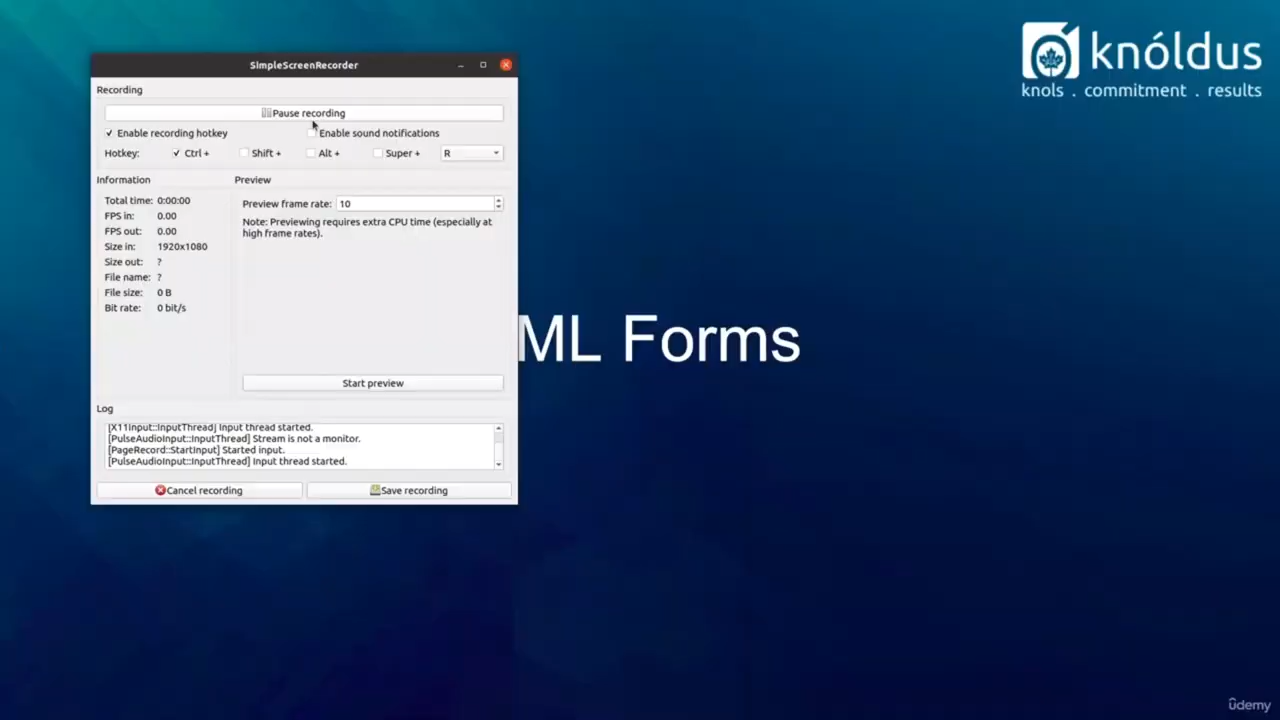 knóldus
knols . commitment . results
SimpleScreenRecorder
Recording
Pause recording
Enable recording hotkey
Enable sound notifications
Hotkey:
Ctrl +
Shift +
Alt +
Super +
R
Information
Preview
Total time: 0:00:00
FPS in: 0.00
FPS out: 0.00
Size in: 1920x1080
Size out: ?
File name: ?
File size: 0 B
Bit rate: 0 bit/s
Preview frame rate: 10
Note: Previewing requires extra CPU time (especially at
high frame rates).
Start preview
ML Forms
Log
[X11Input::InputThread] Input thread started.
[PulseAudioInput::InputThread] Stream is not a monitor.
[PageRecord::StartInput] Started input.
[PulseAudioInput::InputThread] Input thread started.
Cancel recording
Save recording
ûdemy